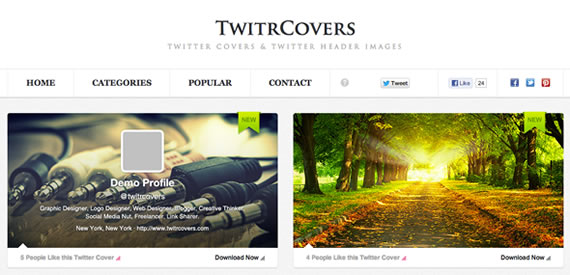 TWITRCOVERS
TWITTER COVERS & TWITTER HEADER IMAGES
HOME CATEGORIES POPULAR CONTACT ? Tweet Like 24
NEW
NEW
Demo Profile
@twitrcovers
Graphic Designer, Logo Designer, Web Designer, Blogger, Creative Thinker,
Social Media Nut, Freelancer, Link Sharer.
New York, New York · http://www.twitrcovers.com
5 People Like this Twitter Cover Download Now
4 People Like this Twitter Cover Download Now